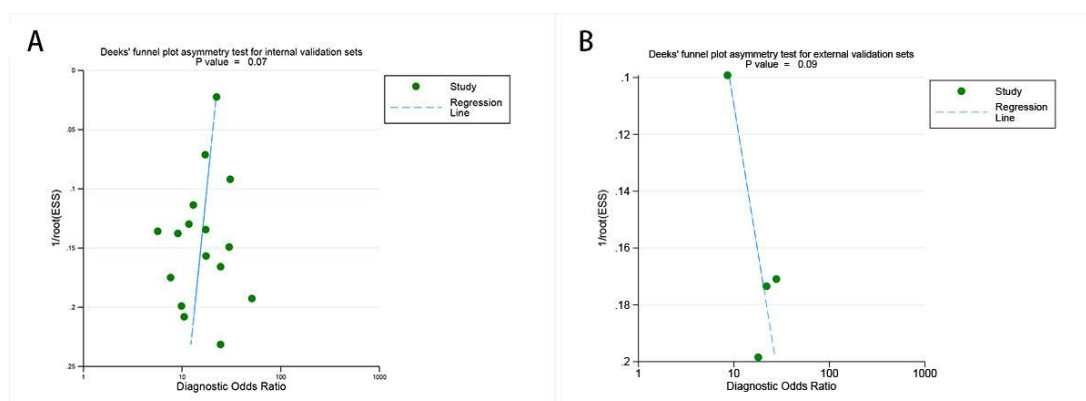 A
Deeks' funnel plot asymmetry test for internal validation sets
P value = 0.07
0
.05
.1
.15
.2
.25
1/root(ESS)
1
10
100
1000
Diagnostic Odds Ratio
Study
Regression
Line
B
Deeks' funnel plot asymmetry test for external validation sets
P value = 0.09
.1
.12
.14
.16
.18
.2
1/root(ESS)
1
10
100
1000
Diagnostic Odds Ratio
Study
Regression
Line